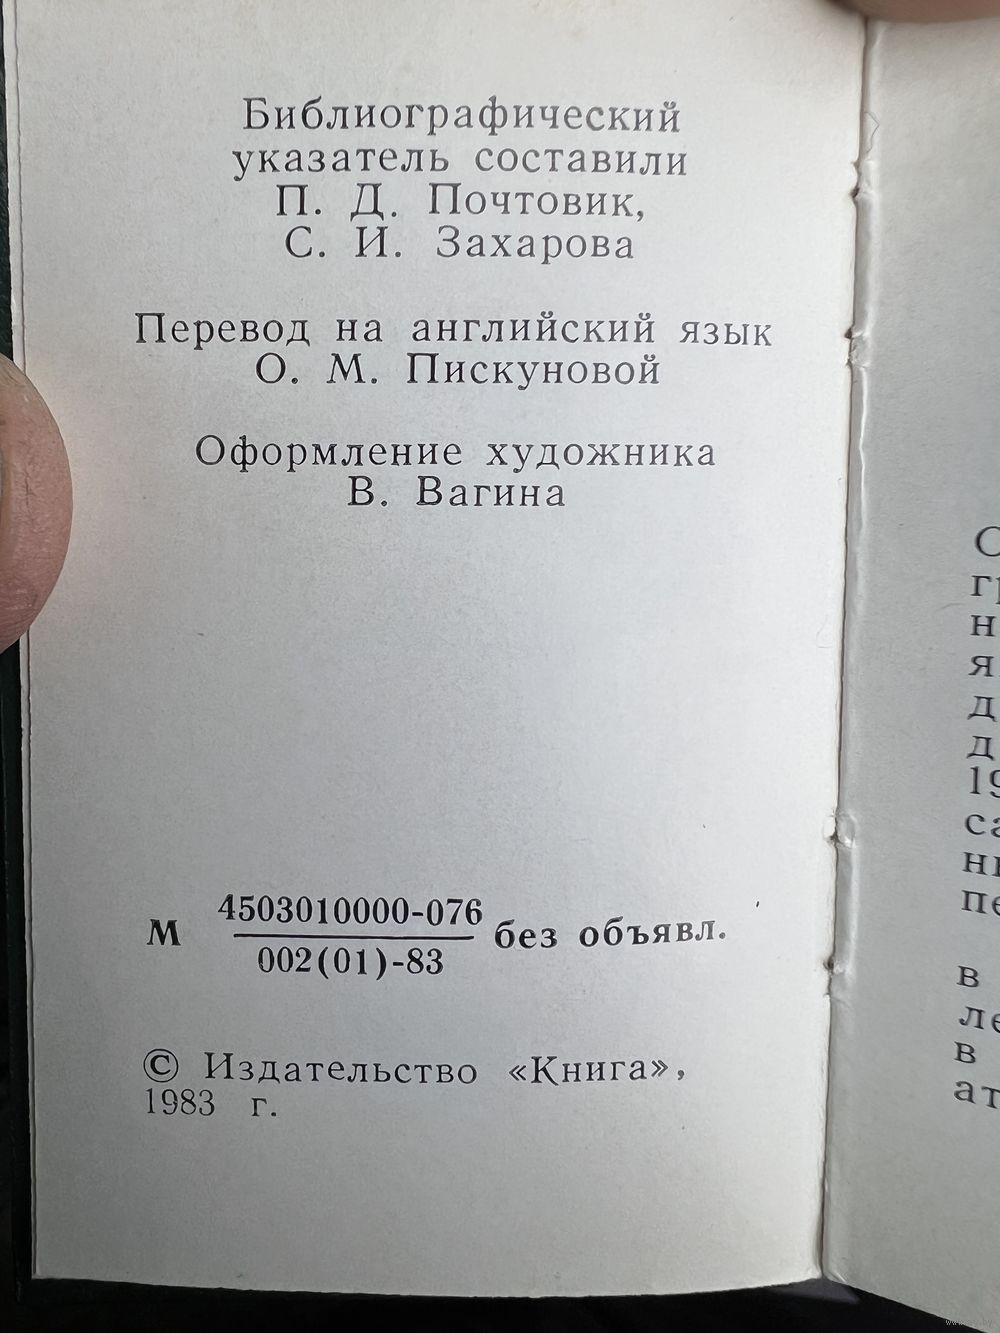 Библиографический
указатель составили
П. Д. Почтовик,
С. И. Захарова
Перевод на английский язык
О. М. Пискуновой
Оформление художника
В. Вагина
М 4503010000-076 без объявл.
002(01)-83
© Издательство «Книга»,
1983 г.